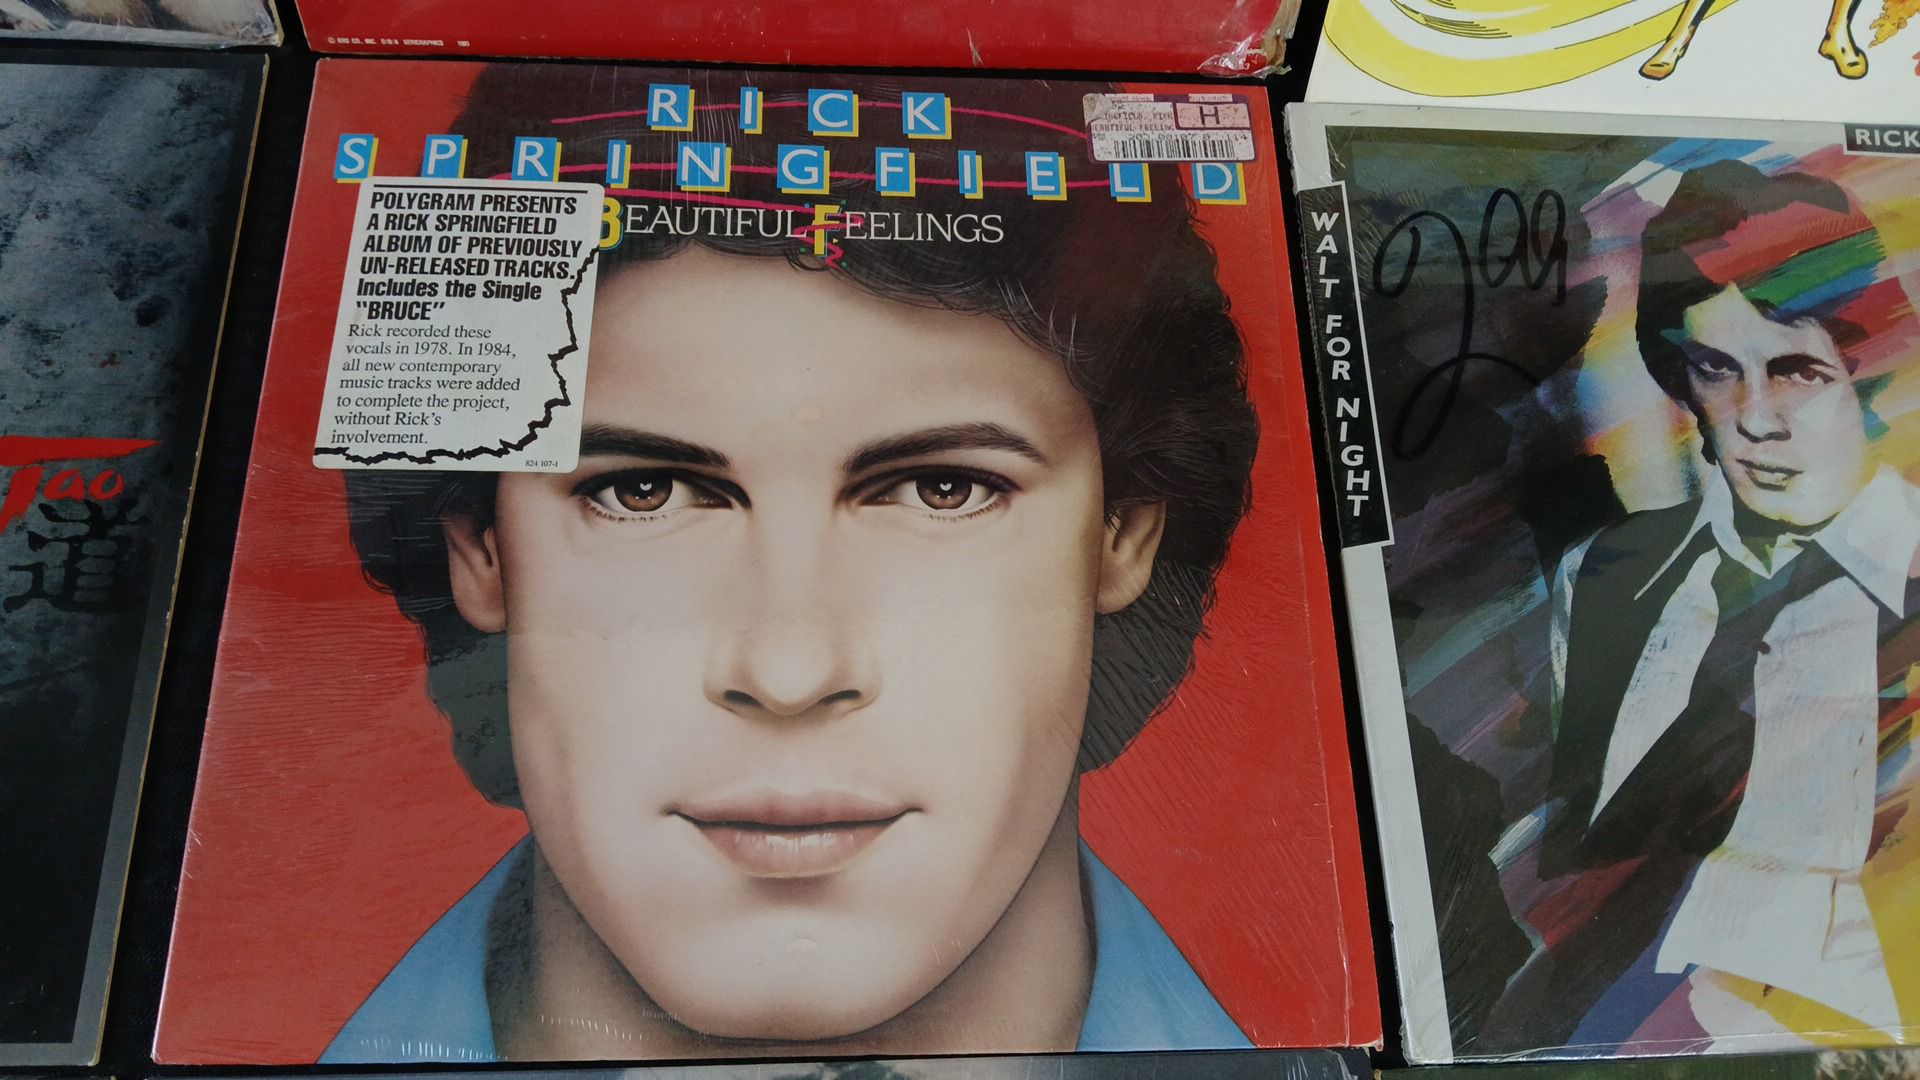 RICK
SPRINGFIELD
BEAUTIFUL FEELINGS
H
POLYGRAM PRESENTS
A RICK SPRINGFIELD
ALBUM OF PREVIOUSLY
UN-RELEASED TRACKS.
Includes the Single
"BRUCE"
Rick recorded these
vocals in 1978. In 1984,
all new contemporary
music tracks were added
to complete the project,
without Rick's
involvement.
824 107-1
Tao
道
RICK
WAIT FOR NIGHT